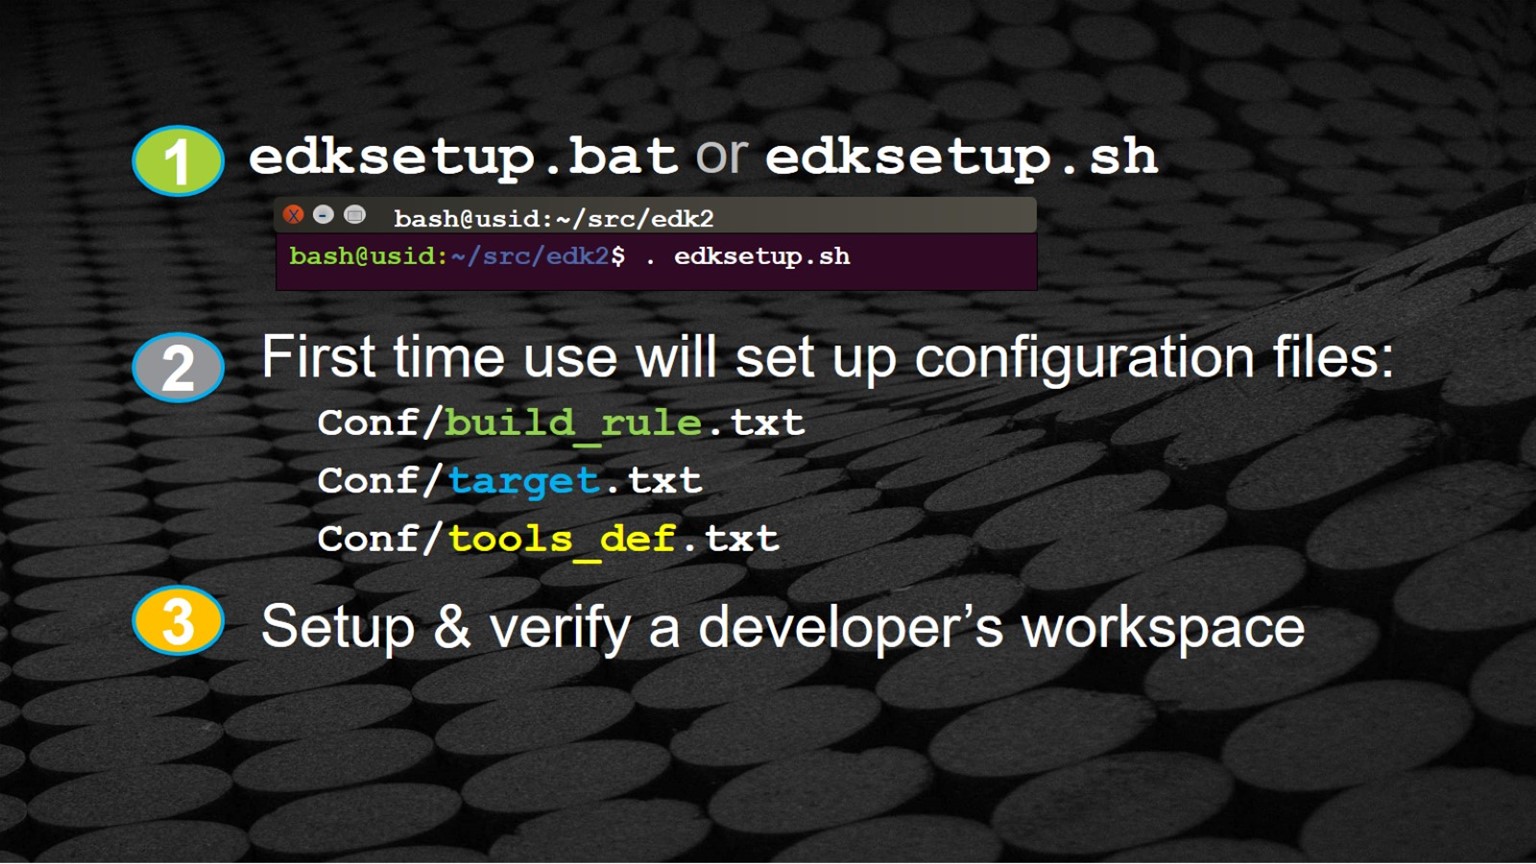 1 edksetup.bat or edksetup.sh
X - bash@usid:~/src/edk2
bash@usid:~/src/edk2$ . edksetup.sh
2 First time use will set up configuration files:
Conf/build_rule.txt
Conf/target.txt
Conf/tools_def.txt
3 Setup & verify a developer’s workspace